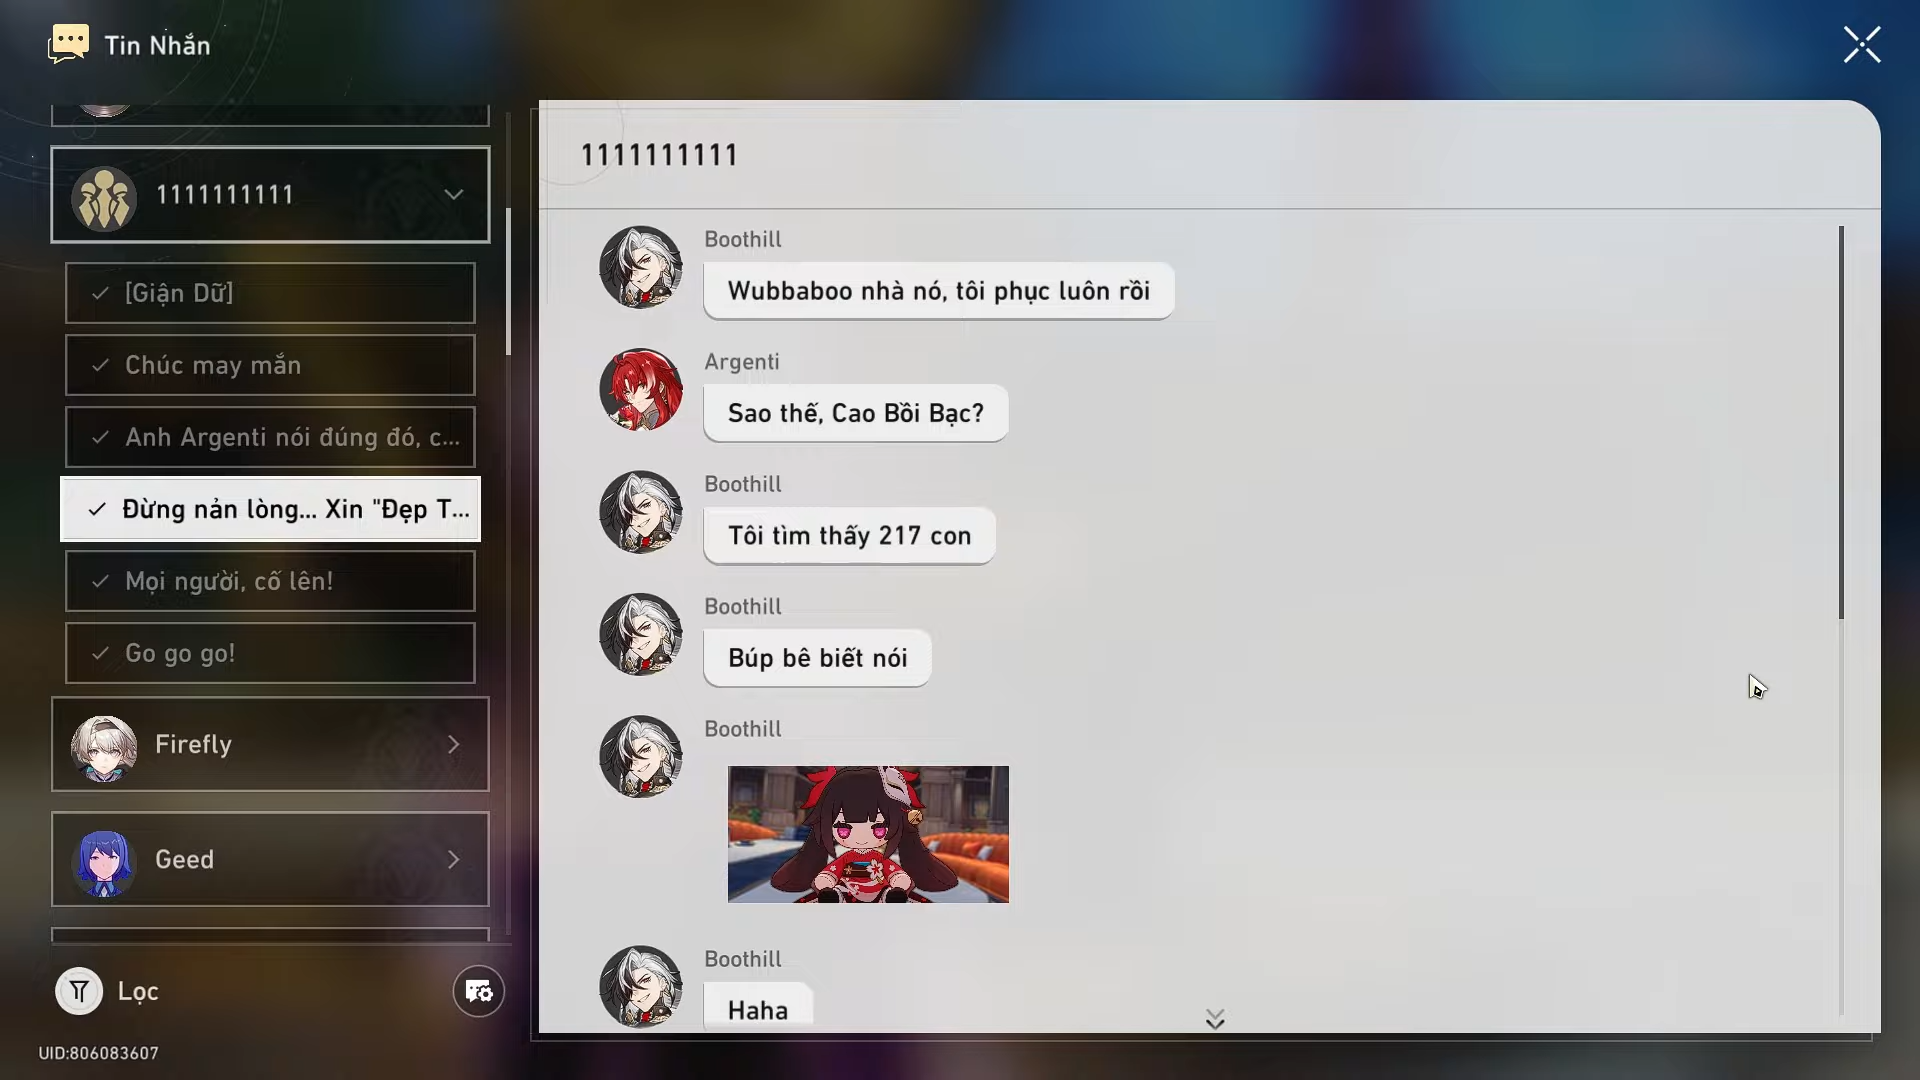 Tin Nhắn
1111111111
[Giận Dữ]
Chúc may mắn
Anh Argenti nói đúng đó, c...
Đừng nản lòng... Xin "Đẹp T...
Mọi người, cố lên!
Go go go!
Firefly
Geed
Lọc
UID:806083607
1111111111
Boothill
Wubbaboo nhà nó, tôi phục luôn rồi
Argenti
Sao thế, Cao Bồi Bạc?
Boothill
Tôi tìm thấy 217 con
Boothill
Búp bê biết nói
Boothill
Boothill
Haha